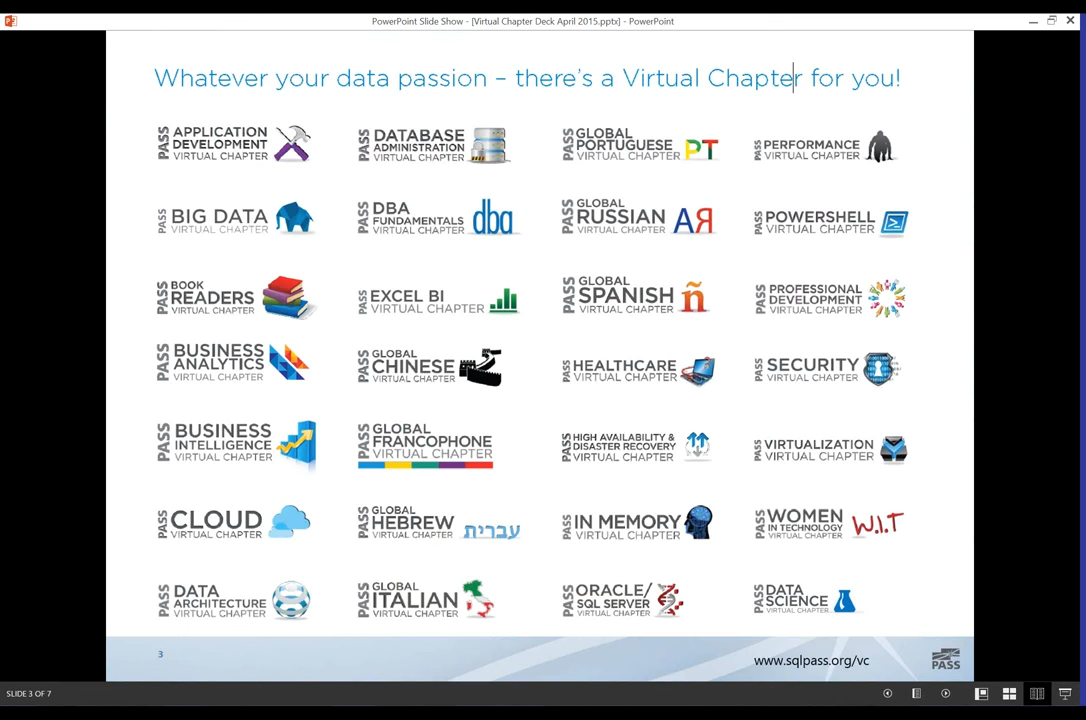 PowerPoint Slide Show - [Virtual Chapter Deck April 2015.pptx] - PowerPoint
Whatever your data passion – there's a Virtual Chapter for you!
PASS APPLICATION
DEVELOPMENT
VIRTUAL CHAPTER
PASS DATABASE
ADMINISTRATION
VIRTUAL CHAPTER
PASS GLOBAL
PORTUGUESE
VIRTUAL CHAPTER
PT
PASS PERFORMANCE
VIRTUAL CHAPTER
PASS BIG DATA
VIRTUAL CHAPTER
PASS DBA
FUNDAMENTALS
VIRTUAL CHAPTER
dba
PASS GLOBAL
RUSSIAN
VIRTUAL CHAPTER
АЯ
PASS POWERSHELL
VIRTUAL CHAPTER
PASS BOOK
READERS
VIRTUAL CHAPTER
PASS EXCEL BI
VIRTUAL CHAPTER
PASS GLOBAL
SPANISH
VIRTUAL CHAPTER
ñ
PASS PROFESSIONAL
DEVELOPMENT
VIRTUAL CHAPTER
PASS BUSINESS
ANALYTICS
VIRTUAL CHAPTER
PASS GLOBAL
CHINESE
VIRTUAL CHAPTER
PASS HEALTHCARE
VIRTUAL CHAPTER
PASS SECURITY
VIRTUAL CHAPTER
PASS BUSINESS
INTELLIGENCE
VIRTUAL CHAPTER
PASS GLOBAL
FRANCOPHONE
VIRTUAL CHAPTER
PASS HIGH AVAILABILITY &
DISASTER RECOVERY
VIRTUAL CHAPTER
PASS VIRTUALIZATION
VIRTUAL CHAPTER
PASS CLOUD
VIRTUAL CHAPTER
PASS GLOBAL
HEBREW
VIRTUAL CHAPTER
עברית
PASS IN MEMORY
VIRTUAL CHAPTER
PASS WOMEN
IN TECHNOLOGY
VIRTUAL CHAPTER
W.I.T
PASS DATA
ARCHITECTURE
VIRTUAL CHAPTER
PASS GLOBAL
ITALIAN
VIRTUAL CHAPTER
PASS ORACLE/
SQL SERVER
VIRTUAL CHAPTER
PASS DATA
SCIENCE
VIRTUAL CHAPTER
3
www.sqlpass.org/vc
PASS
SLIDE 3 OF 7